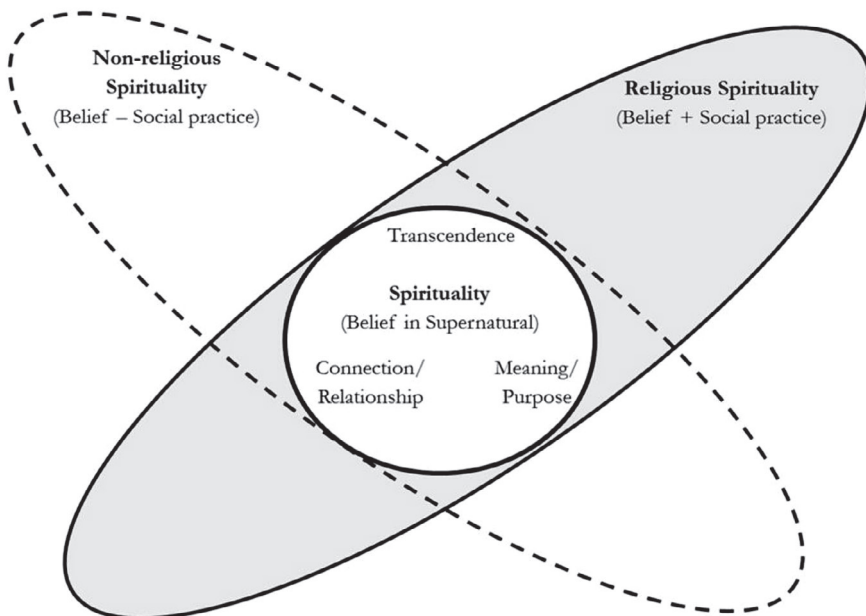 Non-religious
Spirituality
(Belief – Social practice)
Religious Spirituality
(Belief + Social practice)
Transcendence
Spirituality
(Belief in Supernatural)
Connection/
Relationship
Meaning/
Purpose